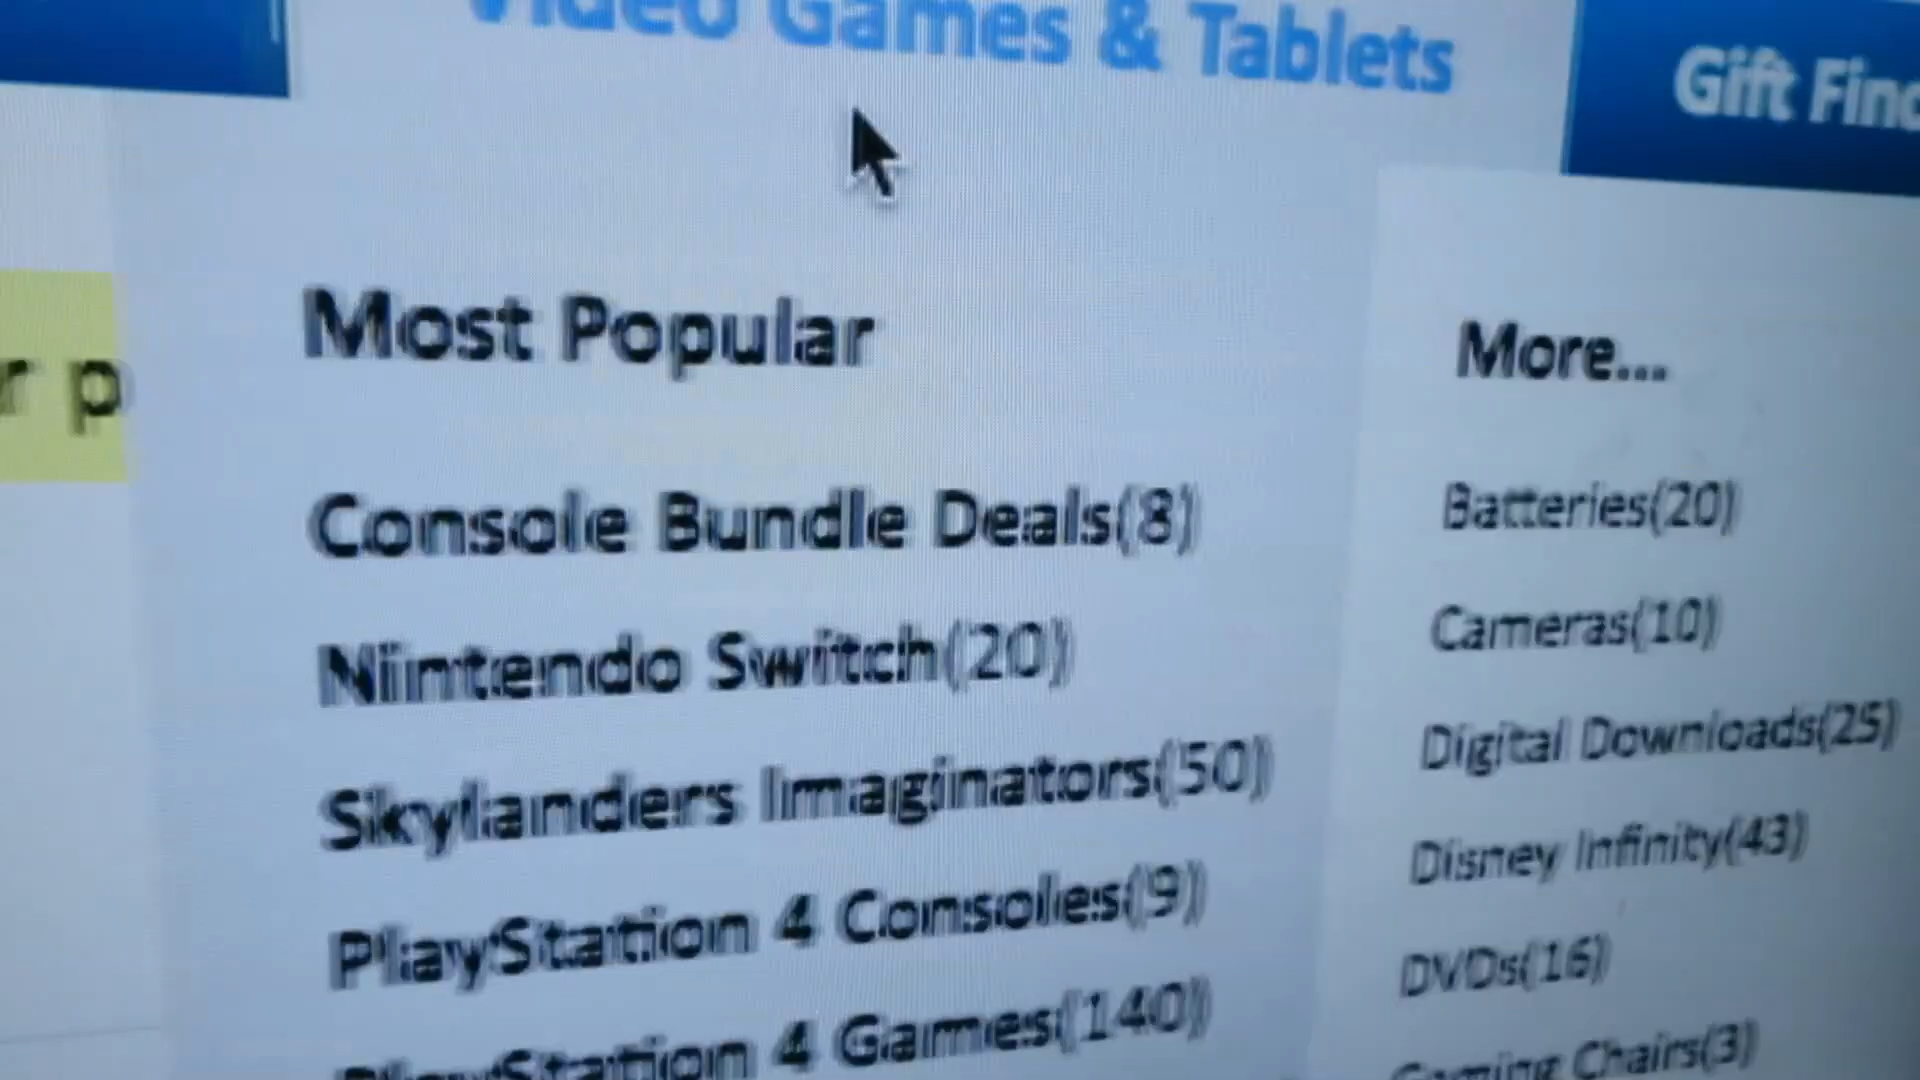 Video Games & Tablets
Gift Find
r p
Most Popular
Console Bundle Deals(8)
Nintendo Switch(20)
Skylanders Imaginators(50)
PlayStation 4 Consoles(9)
PlayStation 4 Games(140)
More...
Batteries(20)
Cameras(10)
Digital Downloads(25)
Disney Infinity(43)
DVDs(16)
Gaming Chairs(3)